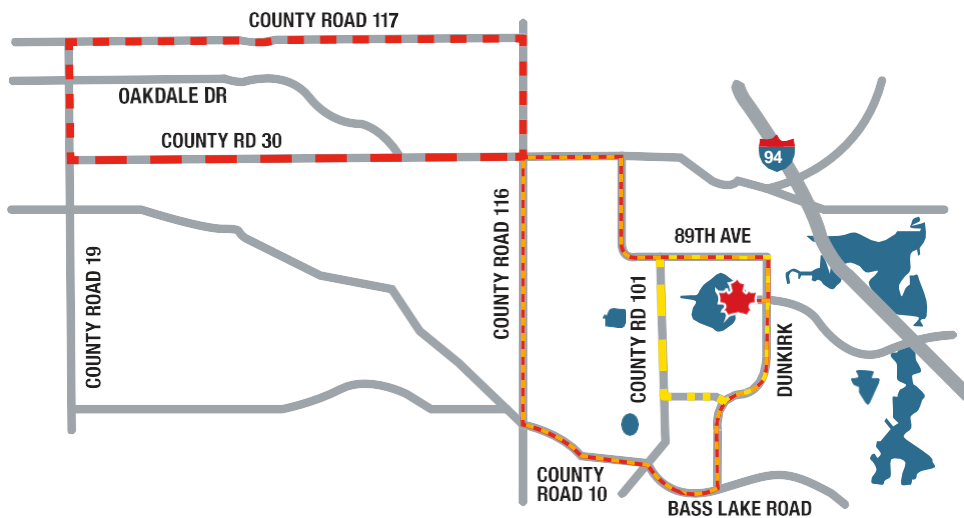 COUNTY ROAD 117
OAKDALE DR
COUNTY RD 30
94
COUNTY ROAD 116
89TH AVE
COUNTY ROAD 19
COUNTY RD 101
DUNKIRK
COUNTY
ROAD 10
BASS LAKE ROAD